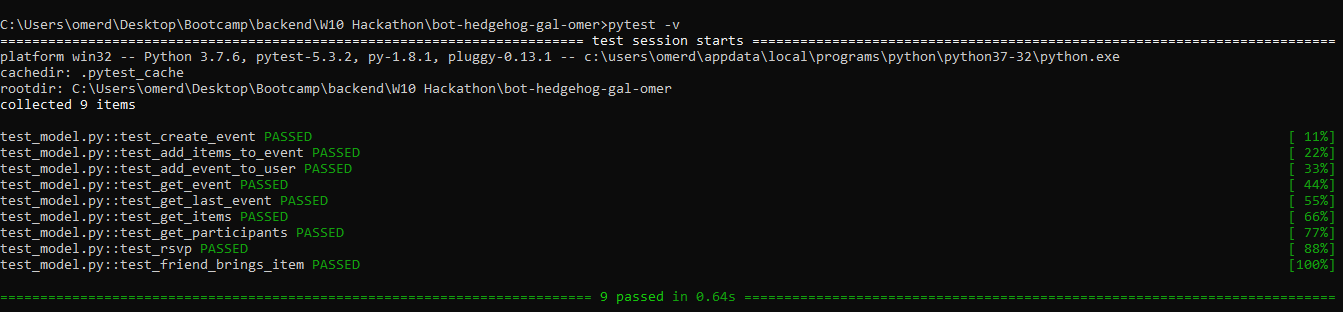 C:\Users\omerd\Desktop\Bootcamp\backend\W10 Hackathon\bot-hedgehog-gal-omer>pytest -v
========================================================================= test session starts =========================================================================
platform win32 -- Python 3.7.6, pytest-5.3.2, py-1.8.1, pluggy-0.13.1 -- c:\users\omerd\appdata\local\programs\python\python37-32\python.exe
cachedir: .pytest_cache
rootdir: C:\Users\omerd\Desktop\Bootcamp\backend\W10 Hackathon\bot-hedgehog-gal-omer
collected 9 items
test_model.py::test_create_event PASSED [ 11%]
test_model.py::test_add_items_to_event PASSED [ 22%]
test_model.py::test_add_event_to_user PASSED [ 33%]
test_model.py::test_get_event PASSED [ 44%]
test_model.py::test_get_last_event PASSED [ 55%]
test_model.py::test_get_items PASSED [ 66%]
test_model.py::test_get_participants PASSED [ 77%]
test_model.py::test_rsvp PASSED [ 88%]
test_model.py::test_friend_brings_item PASSED [100%]
========================================================================== 9 passed in 0.64s ==========================================================================